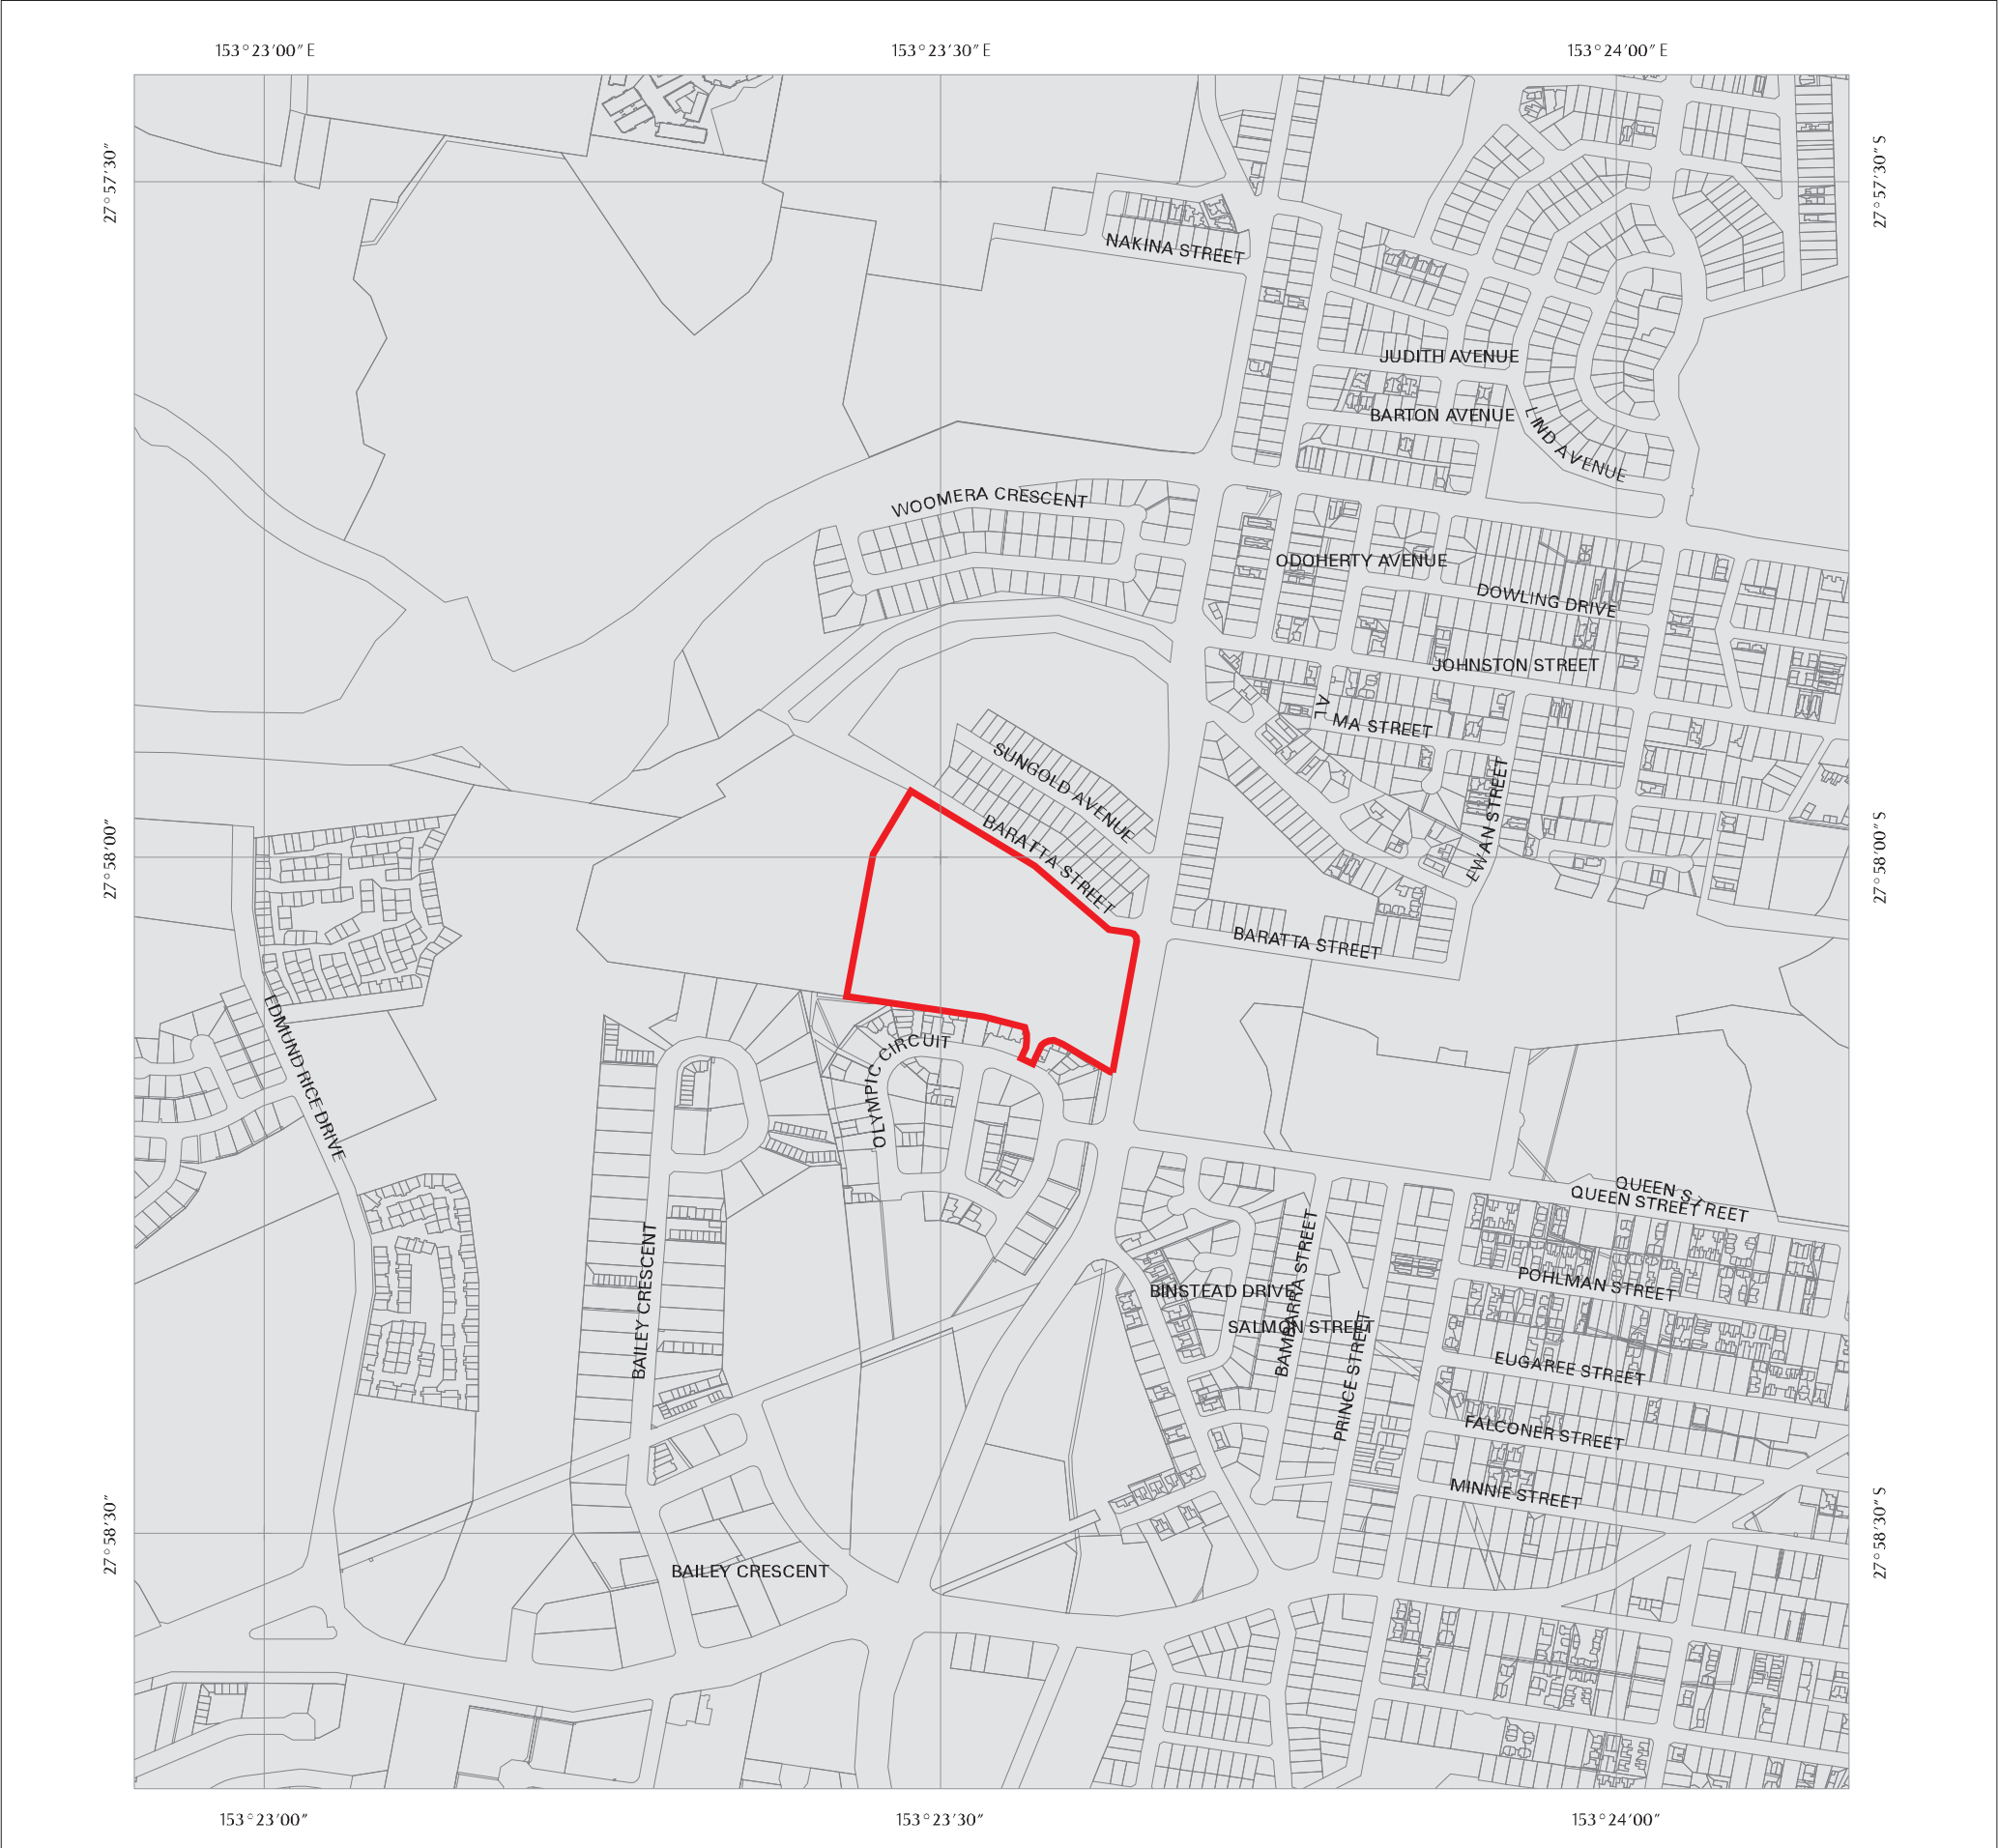 153°23'00" E
153°23'30" E
153°24'00" E
27°57'30"
27°57'30" S
NAKINA STREET
JUDITH AVENUE
BARTON AVENUE
LIND AVENUE
WOOMERA CRESCENT
ODOHERTY AVENUE
DOWLING DRIVE
JOHNSTON STREET
AL
MA STREET
SUNGOLD AVENUE
EWAN STREET
27°58'00"
27°58'00" S
BARATTA STREET
BARATTA STREET
EDMUND RICE DRIVE
OLYMPIC CIRCUIT
QUEEN ST
REET
QUEEN STREET
BAILEY CRESCENT
BINSTEAD DRIVE
BAMBARRA STREET
POHLMAN STREET
SALMON STREET
PRINCE STREET
EUGAREE STREET
FALCONER STREET
MINNIE STREET
27°58'30"
27°58'30" S
BAILEY CRESCENT
153°23'00"
153°23'30"
153°24'00"